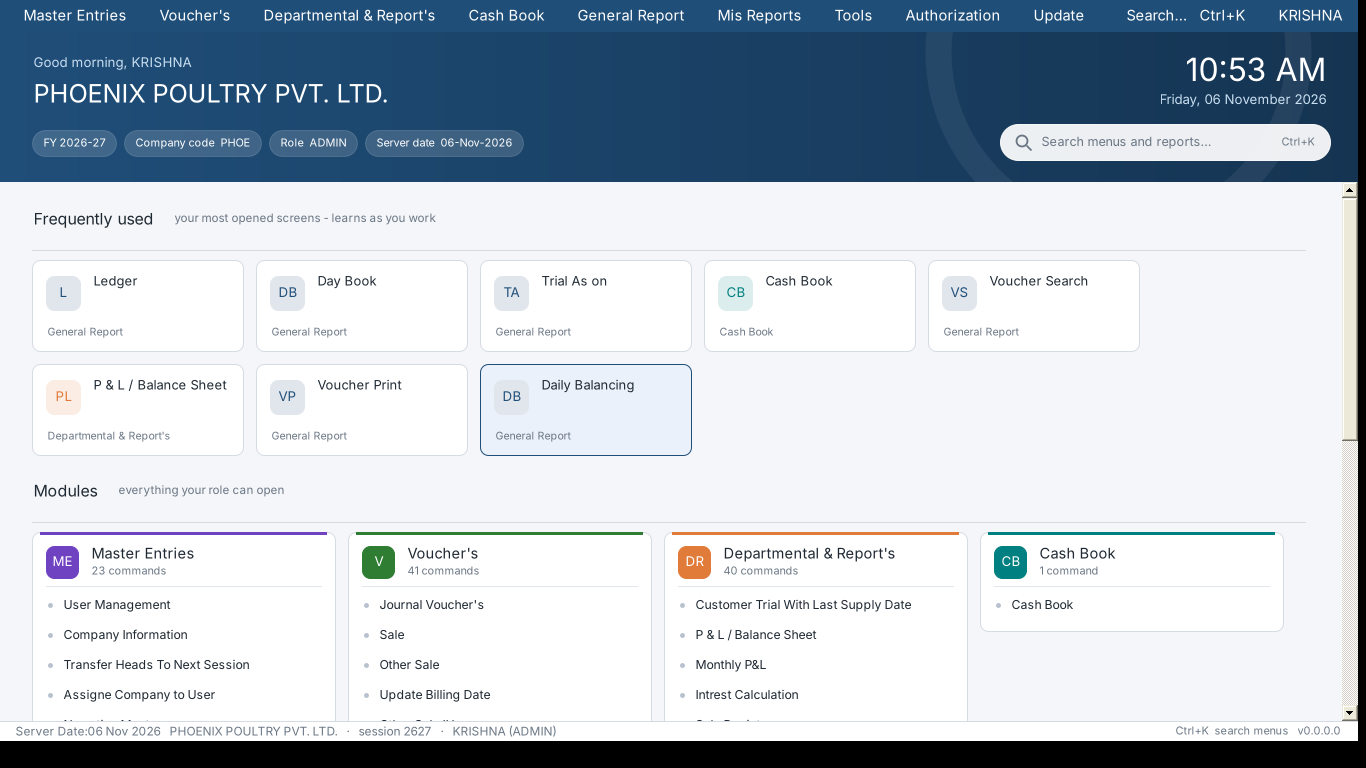 Master Entries Voucher's Departmental & Report's Cash Book General Report Mis Reports Tools Authorization Update Search... Ctrl+K KRISHNA
Good morning, KRISHNA
PHOENIX POULTRY PVT. LTD.
10:53 AM
Friday, 06 November 2026
FY 2026-27 Company code PHOE Role ADMIN Server date 06-Nov-2026
Search menus and reports... Ctrl+K
Frequently used your most opened screens - learns as you work
L Ledger
General Report
DB Day Book
General Report
TA Trial As on
General Report
CB Cash Book
Cash Book
VS Voucher Search
General Report
PL P & L / Balance Sheet
Departmental & Report's
VP Voucher Print
General Report
DB Daily Balancing
General Report
Modules everything your role can open
ME Master Entries
23 commands
User Management
Company Information
Transfer Heads To Next Session
Assigne Company to User
V Voucher's
41 commands
Journal Voucher's
Sale
Other Sale
Update Billing Date
DR Departmental & Report's
40 commands
Customer Trial With Last Supply Date
P & L / Balance Sheet
Monthly P&L
Intrest Calculation
CB Cash Book
1 command
Cash Book
Server Date:06 Nov 2026 PHOENIX POULTRY PVT. LTD. · session 2627 · KRISHNA (ADMIN) Ctrl+K search menus v0.0.0.0